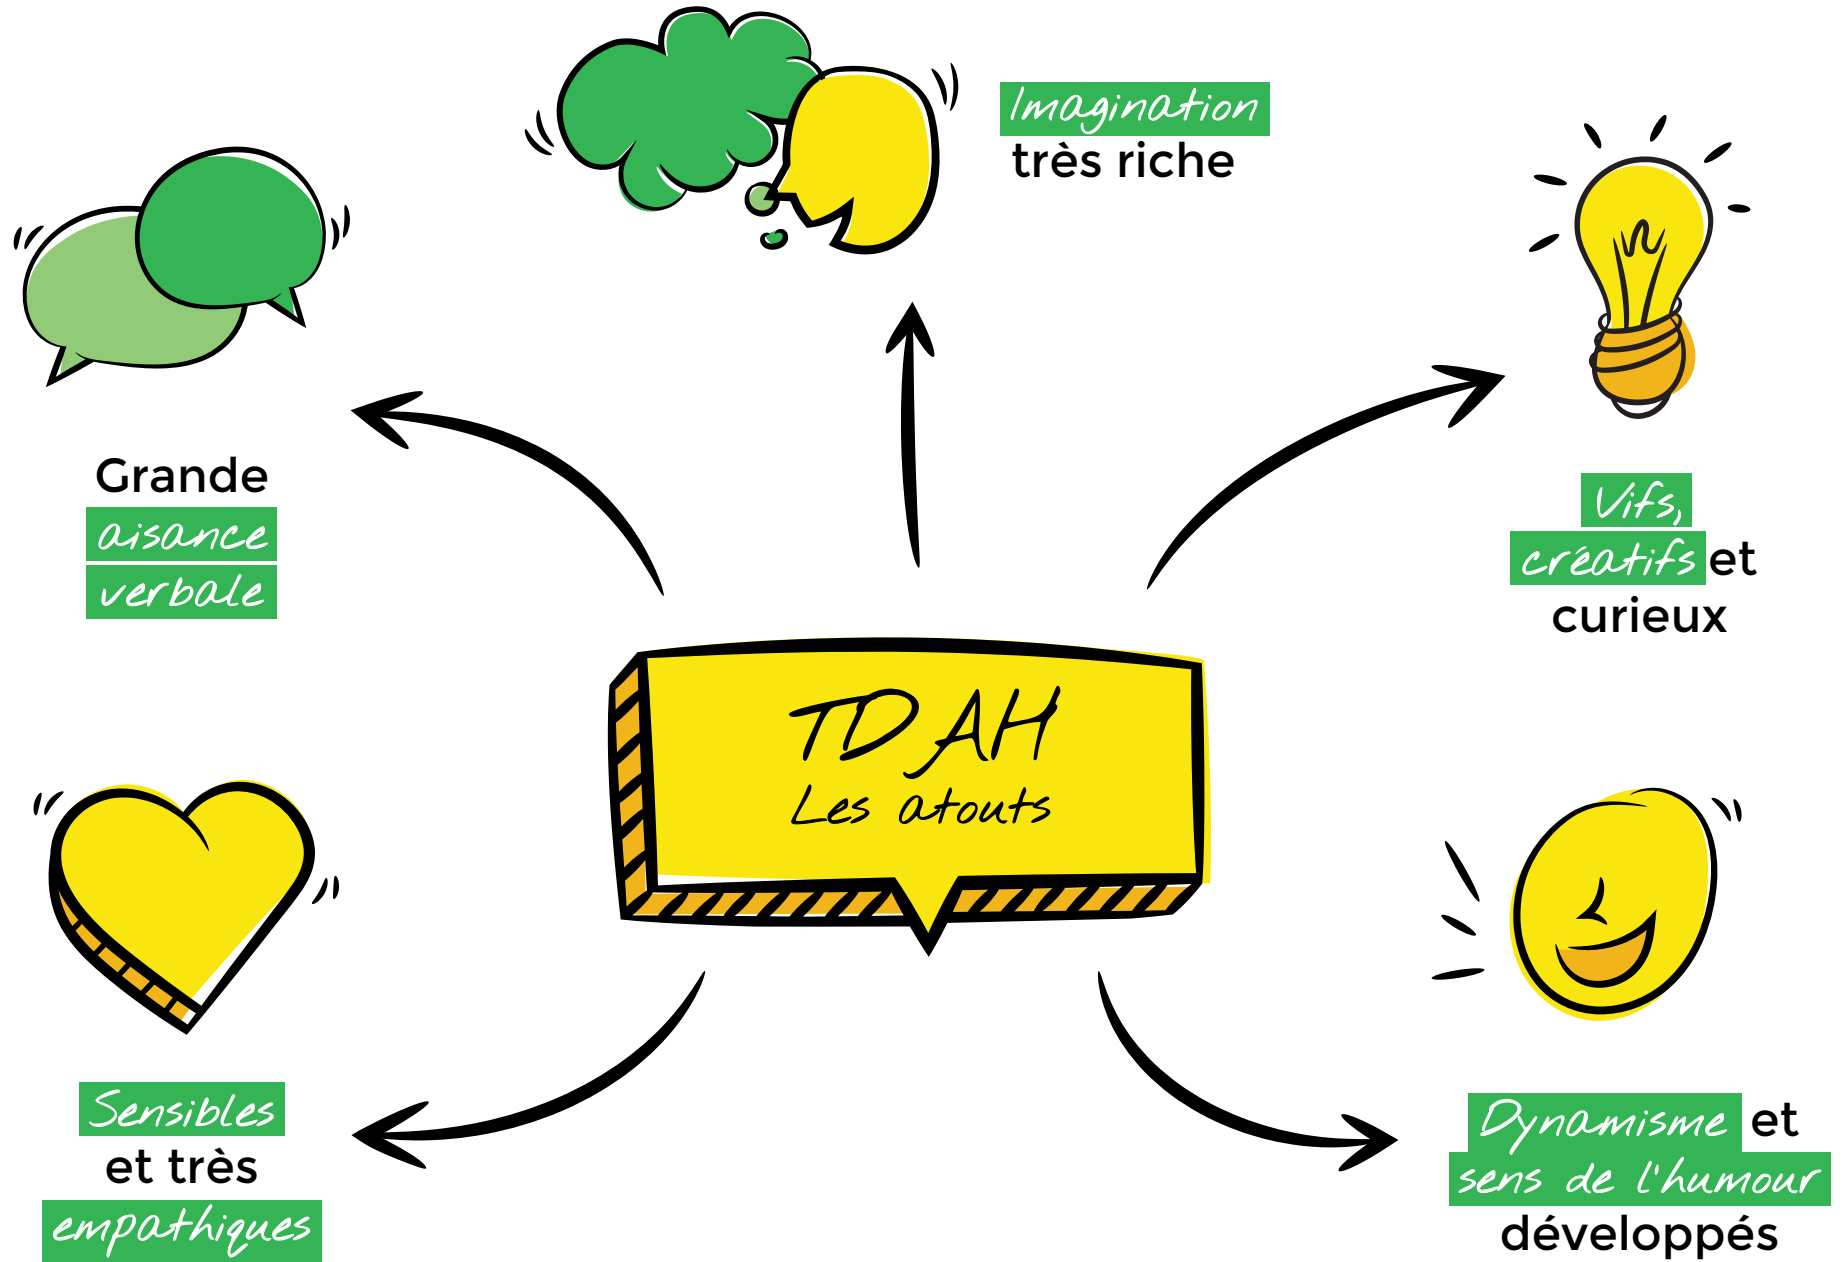 Imagination
très riche
Grande
aisance
verbale
Vifs,
créatifs et
curieux
TDAH
Les atouts
Sensibles
et très
empathiques
Dynamisme et
sens de l'humour
développés